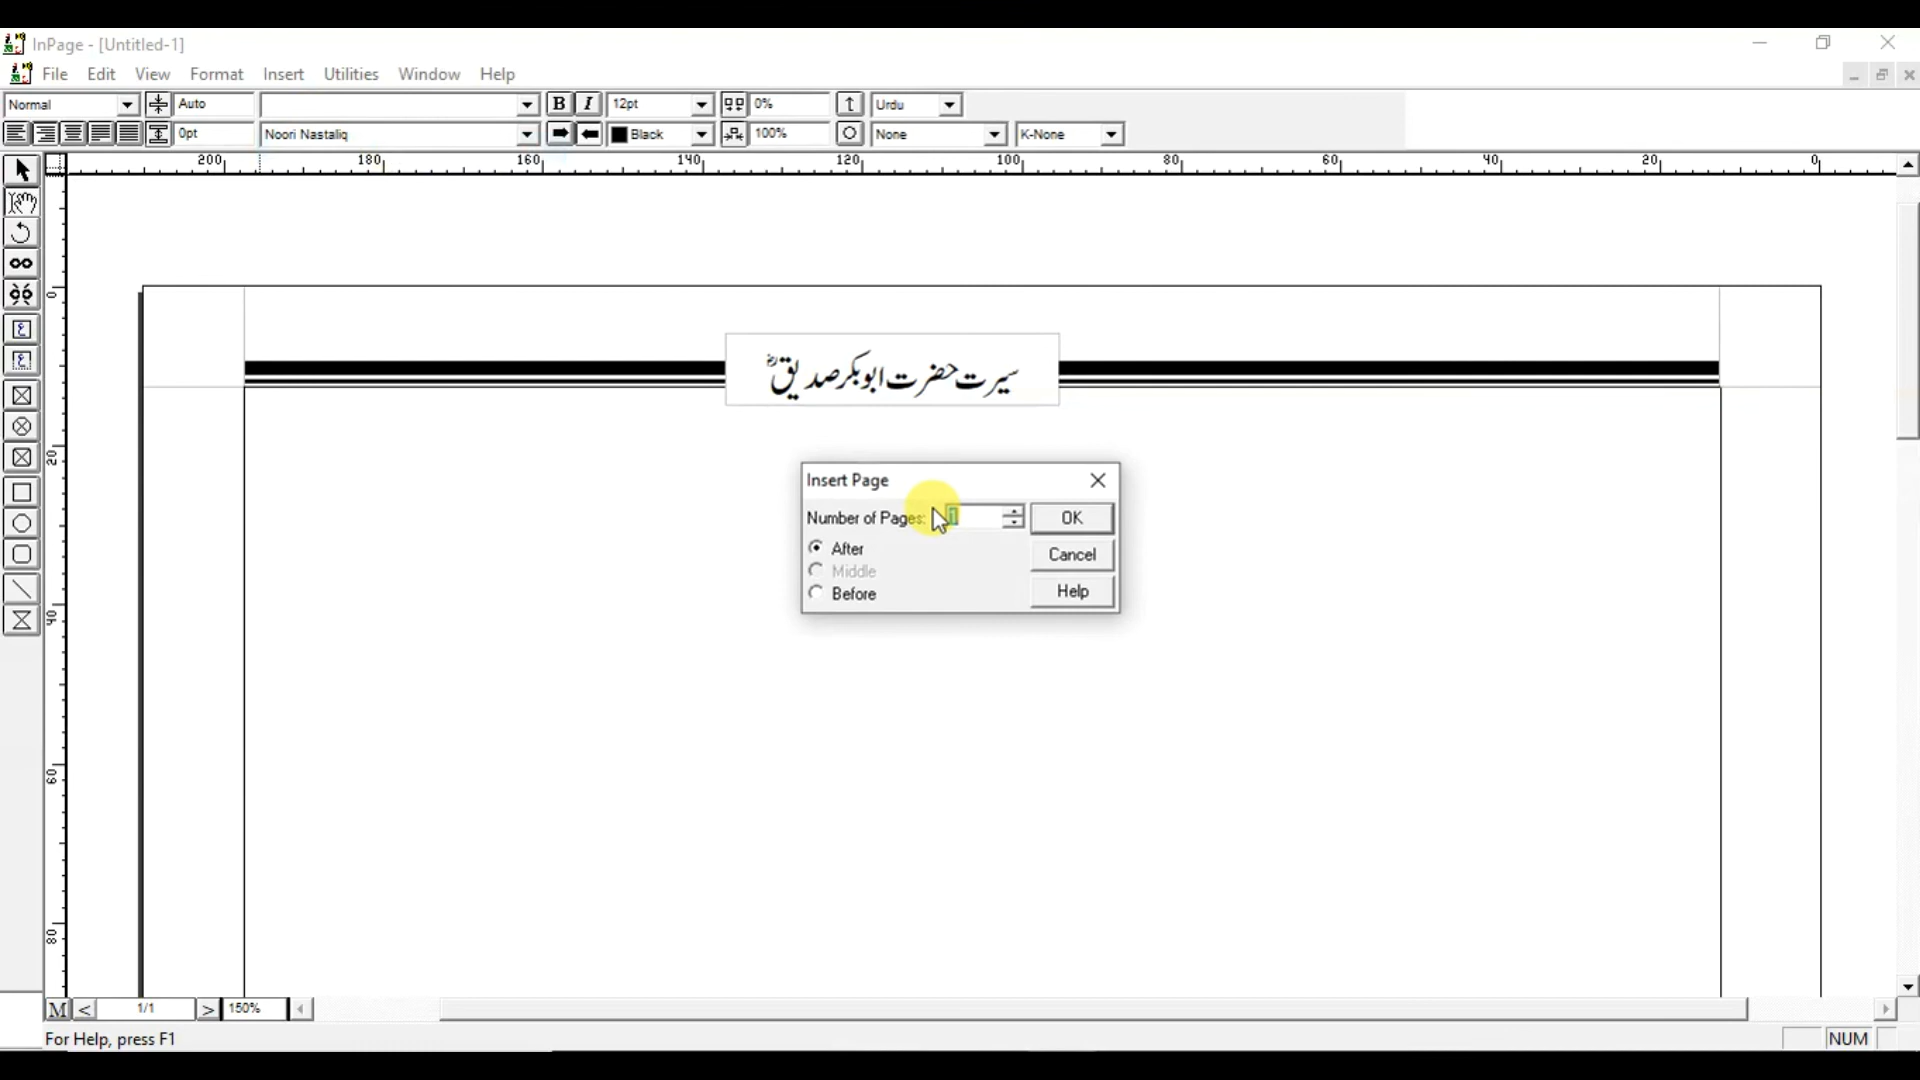 InPage - [Untitled-1]
File Edit View Format Insert Utilities Window Help
Normal Auto B I 12pt 0% Urdu
0pt Noori Nastaliq Black 100% None K-None
200 180 160 140 120 100 80 60 40 20 0
0
20
40
60
80
سیرت حضرت ابوبکر صدیقؓ
Insert Page
Number of Pages: 1 OK
After Cancel
Middle
Before Help
M < 1/1 > 150%
For Help, press F1 NUM